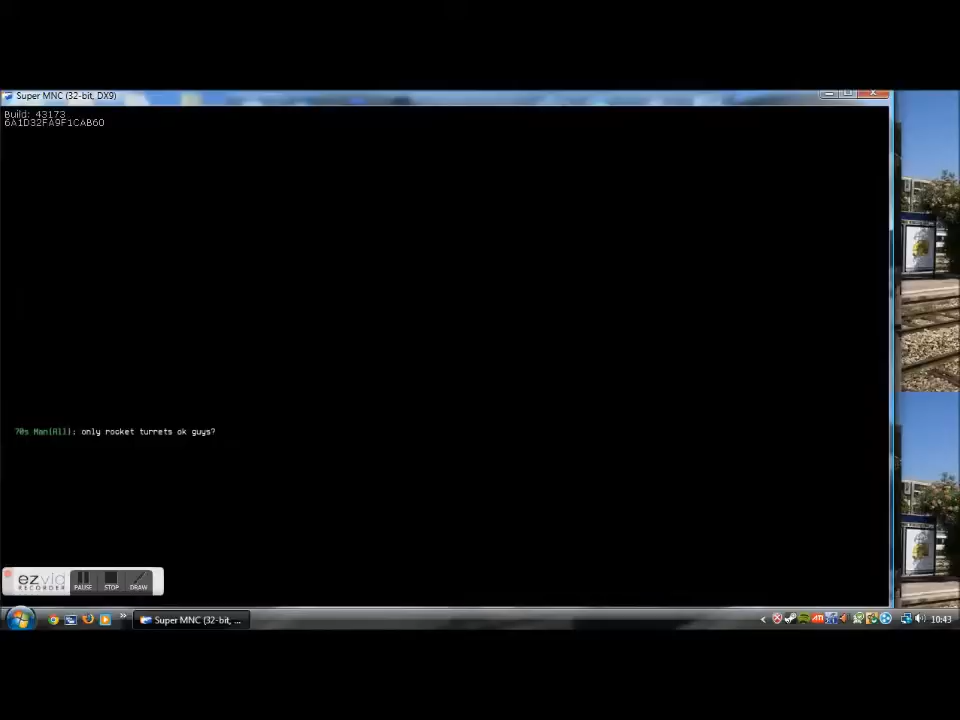 Super MNC (32-bit, DX9)
Build: 43173
6A1D32FA9F1CAB60
70s Man[All]: only rocket turrets ok guys?
ezvid
RECORDER
PAUSE STOP DRAW
Super MNC (32-bit, ...
10:43